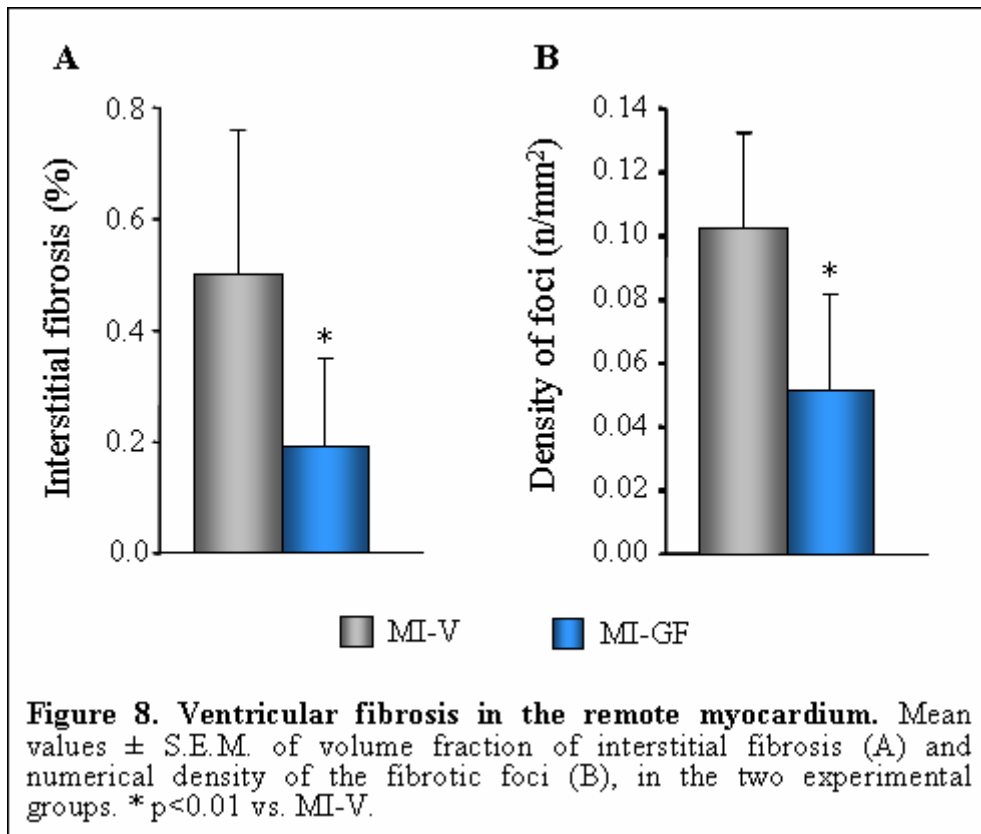 A
B
Interstitial fibrosis (%)
0.8
0.6
0.4
0.2
0.0
*
Density of foci (n/mm²)
0.14
0.12
0.10
0.08
0.06
0.04
0.02
0.00
*
MI-V
MI-GF
Figure 8. Ventricular fibrosis in the remote myocardium. Mean
values ± S.E.M. of volume fraction of interstitial fibrosis (A) and
numerical density of the fibrotic foci (B), in the two experimental
groups. * p<0.01 vs. MI-V.